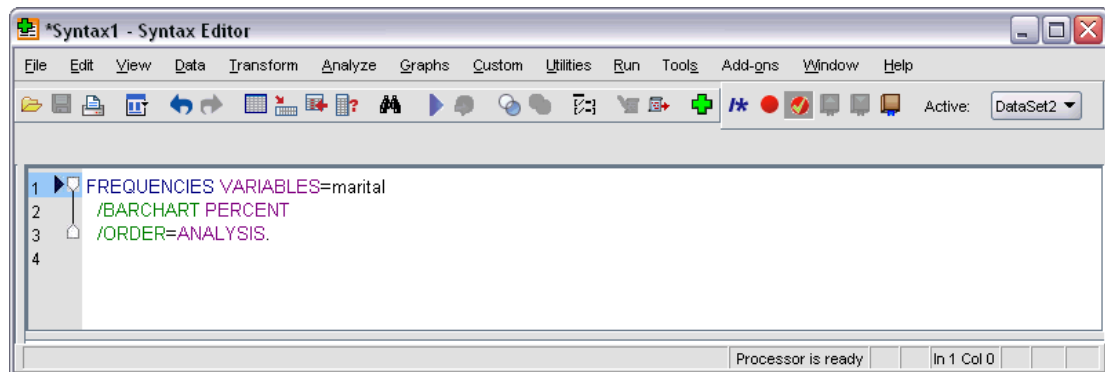 *Syntax1 - Syntax Editor
File Edit View Data Transform Analyze Graphs Custom Utilities Run Tools Add-ons Window Help
Active: DataSet2
1 FREQUENCIES VARIABLES=marital
2 /BARCHART PERCENT
3 /ORDER=ANALYSIS.
4
Processor is ready In 1 Col 0